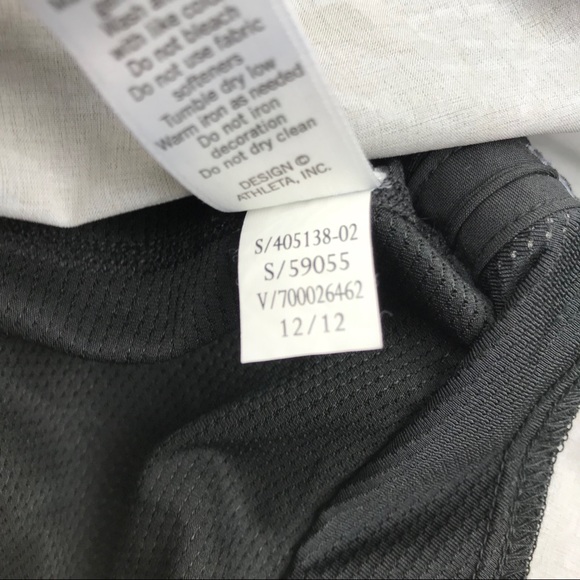 with like colors
Do not bleach
Do not use fabric
softeners
Tumble dry low
Warm iron as needed
Do not iron
decoration
Do not dry clean
DESIGN ©
ATHLETA, INC.
S/405138-02
S/59055
V/700026462
12/12